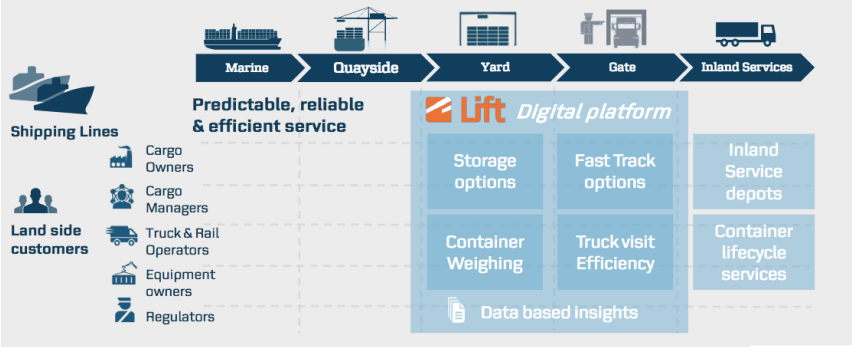 Marine
Quayside
Yard
Gate
Inland Services
Shipping Lines
Predictable, reliable
& efficient service
Lift Digital platform
Land side
customers
Cargo
Owners
Cargo
Managers
Truck & Rail
Operators
Equipment
owners
Regulators
Storage
options
Fast Track
options
Inland
Service
depots
Container
Weighing
Truck visit
Efficiency
Container
lifecycle
services
Data based insights